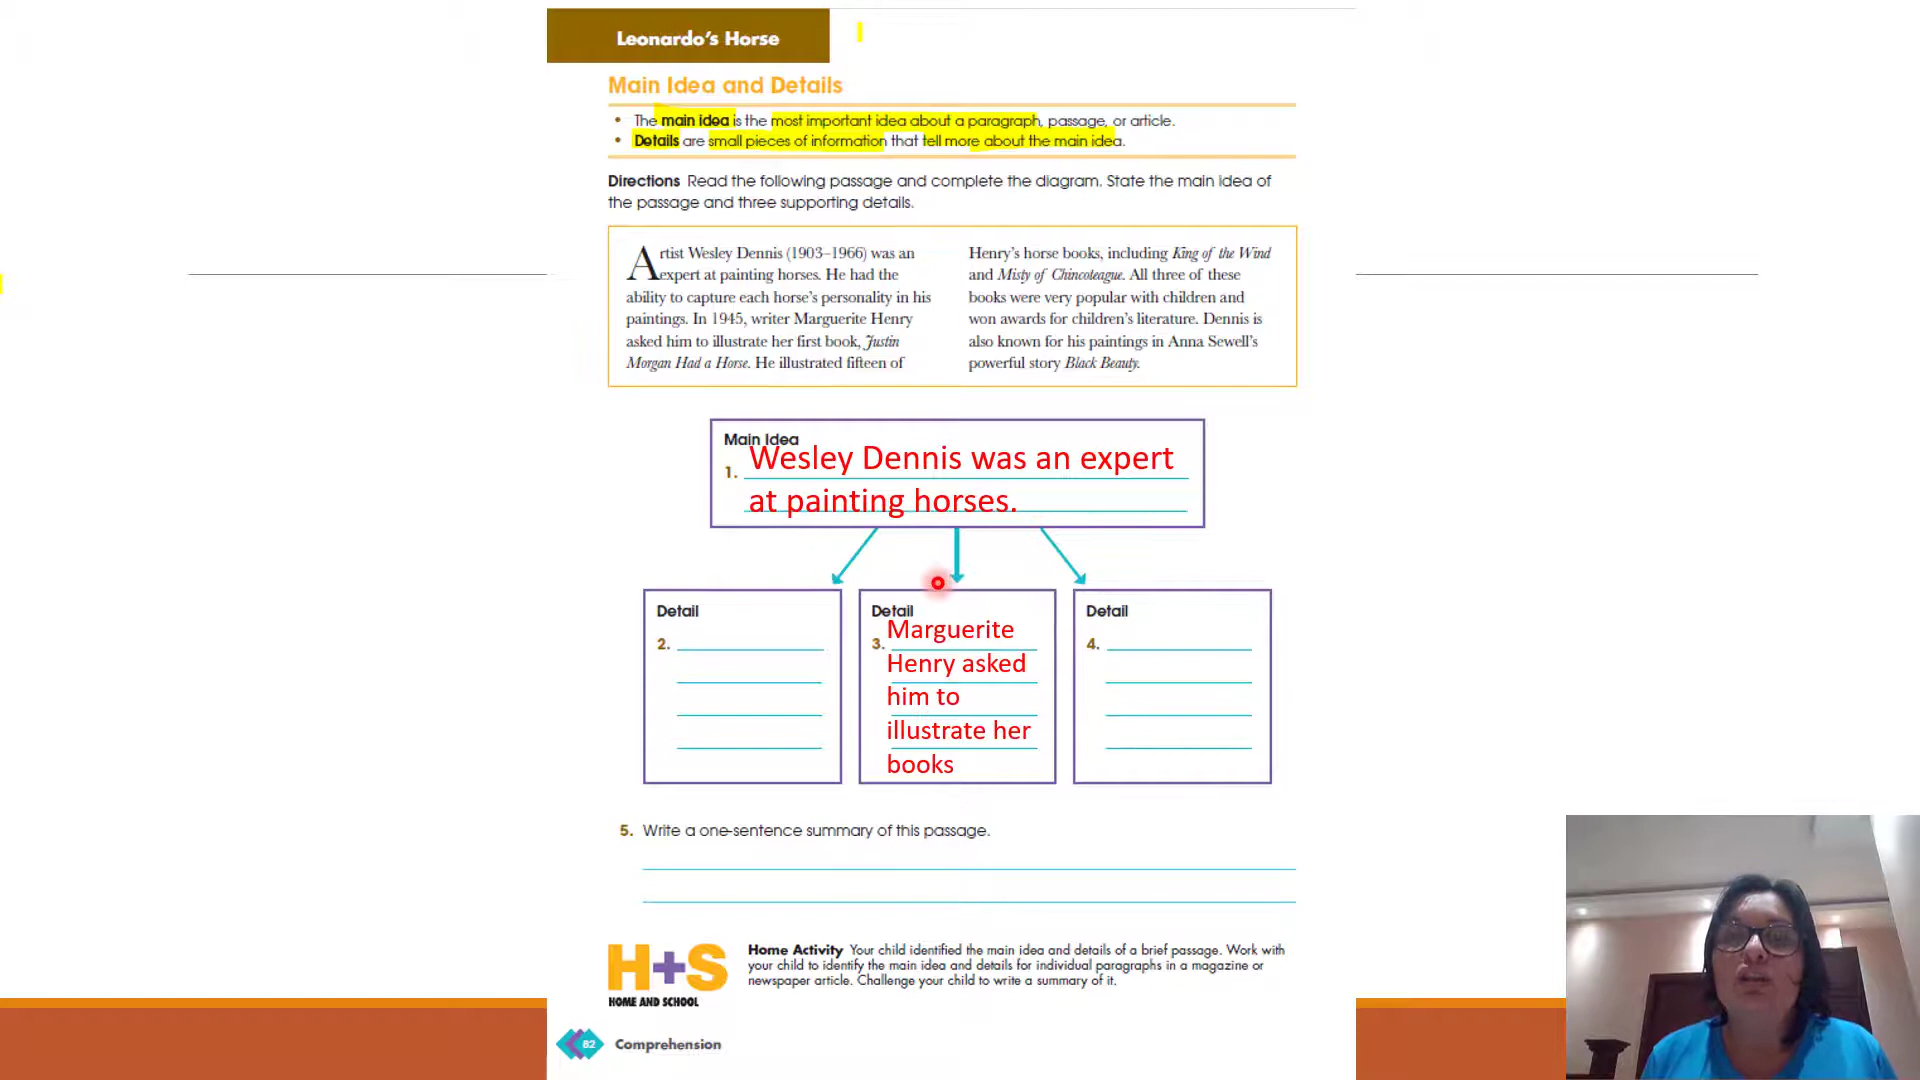 Leonardo's Horse
Main Idea and Details
• The main idea is the most important idea about a paragraph, passage, or article.
• Details are small pieces of information that tell more about the main idea.
Directions Read the following passage and complete the diagram. State the main idea of
the passage and three supporting details.
Artist Wesley Dennis (1903–1966) was an
expert at painting horses. He had the
ability to capture each horse's personality in his
paintings. In 1945, writer Marguerite Henry
asked him to illustrate her first book, Justin
Morgan Had a Horse. He illustrated fifteen of
Henry's horse books, including King of the Wind
and Misty of Chincoteague. All three of these
books were very popular with children and
won awards for children's literature. Dennis is
also known for his paintings in Anna Sewell's
powerful story Black Beauty.
Main Idea
1. Wesley Dennis was an expert
at painting horses.
Detail
2.
Detail
3. Marguerite
Henry asked
him to
illustrate her
books
Detail
4.
5. Write a one-sentence summary of this passage.
H+S
HOME AND SCHOOL
Home Activity Your child identified the main idea and details of a brief passage. Work with
your child to identify the main idea and details for individual paragraphs in a magazine or
newspaper article. Challenge your child to write a summary of it.
82 Comprehension